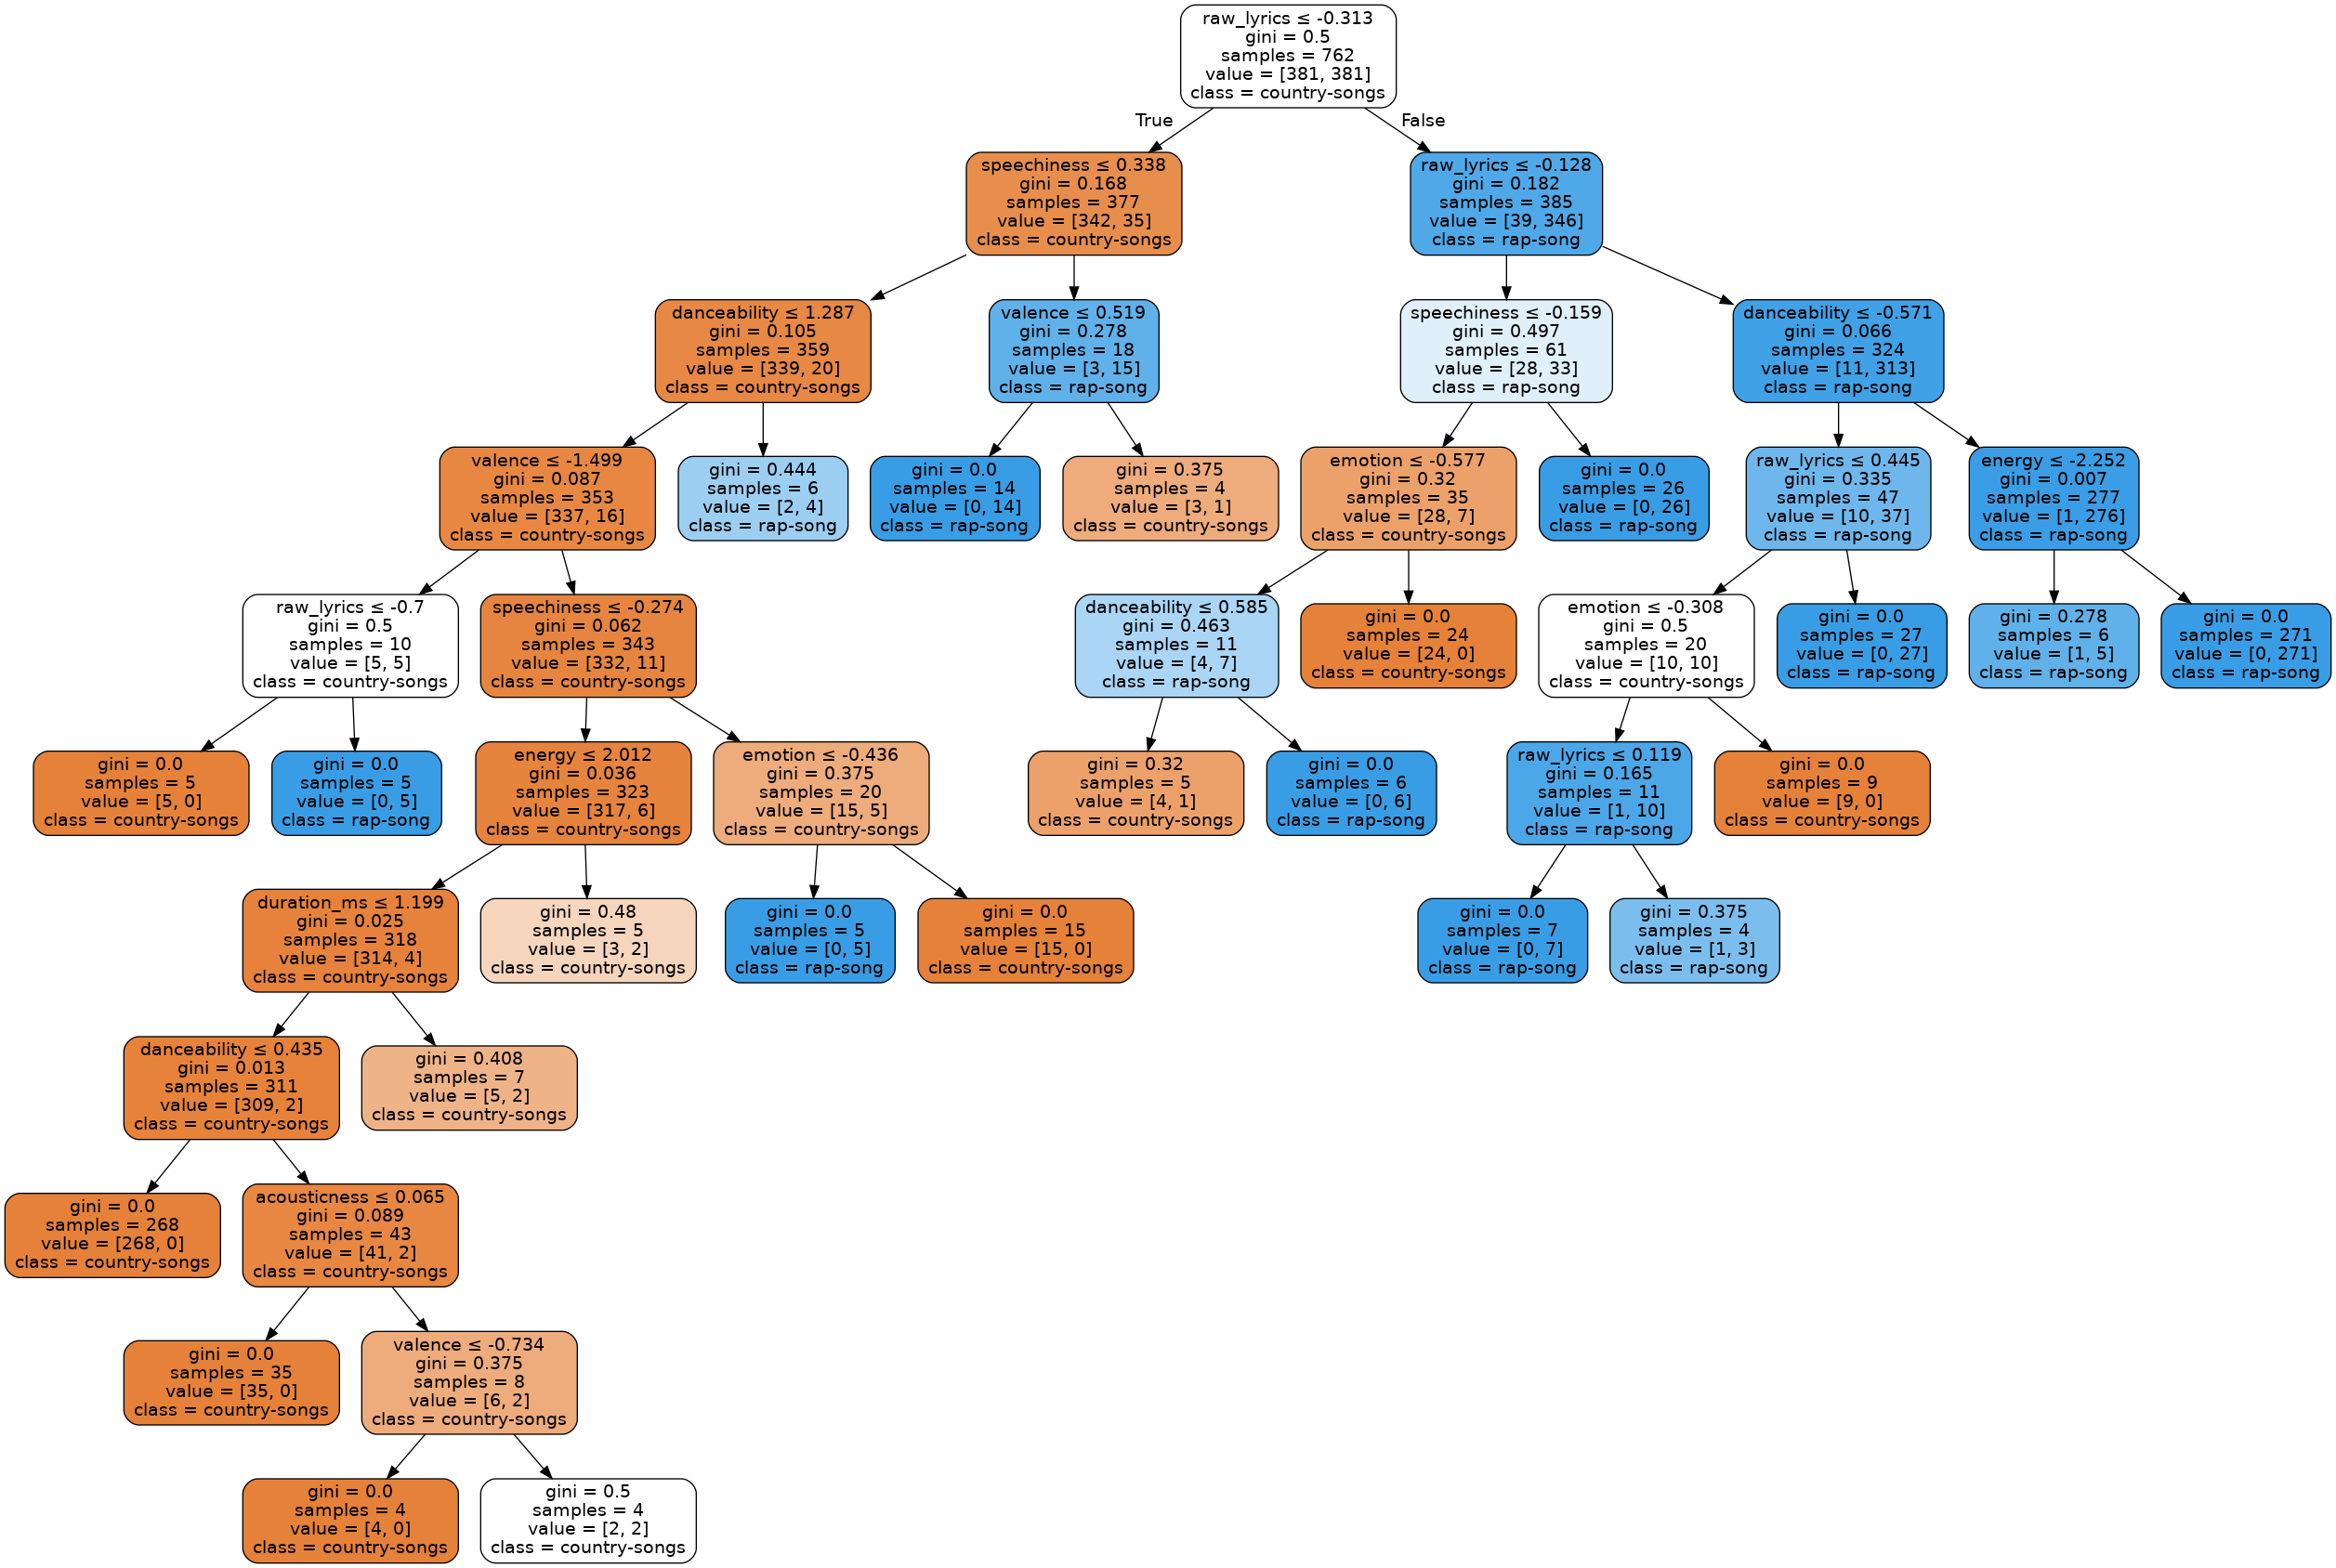 raw_lyrics ≤ -0.313
gini = 0.5
samples = 762
value = [381, 381]
class = country-songs
True
False
speechiness ≤ 0.338
gini = 0.168
samples = 377
value = [342, 35]
class = country-songs
raw_lyrics ≤ -0.128
gini = 0.182
samples = 385
value = [39, 346]
class = rap-song
danceability ≤ 1.287
gini = 0.105
samples = 359
value = [339, 20]
class = country-songs
valence ≤ 0.519
gini = 0.278
samples = 18
value = [3, 15]
class = rap-song
speechiness ≤ -0.159
gini = 0.497
samples = 61
value = [28, 33]
class = rap-song
danceability ≤ -0.571
gini = 0.066
samples = 324
value = [11, 313]
class = rap-song
valence ≤ -1.499
gini = 0.087
samples = 353
value = [337, 16]
class = country-songs
gini = 0.444
samples = 6
value = [2, 4]
class = rap-song
gini = 0.0
samples = 14
value = [0, 14]
class = rap-song
gini = 0.375
samples = 4
value = [3, 1]
class = country-songs
emotion ≤ -0.577
gini = 0.32
samples = 35
value = [28, 7]
class = country-songs
gini = 0.0
samples = 26
value = [0, 26]
class = rap-song
raw_lyrics ≤ 0.445
gini = 0.335
samples = 47
value = [10, 37]
class = rap-song
energy ≤ -2.252
gini = 0.007
samples = 277
value = [1, 276]
class = rap-song
raw_lyrics ≤ -0.7
gini = 0.5
samples = 10
value = [5, 5]
class = country-songs
speechiness ≤ -0.274
gini = 0.062
samples = 343
value = [332, 11]
class = country-songs
danceability ≤ 0.585
gini = 0.463
samples = 11
value = [4, 7]
class = rap-song
gini = 0.0
samples = 24
value = [24, 0]
class = country-songs
emotion ≤ -0.308
gini = 0.5
samples = 20
value = [10, 10]
class = country-songs
gini = 0.0
samples = 27
value = [0, 27]
class = rap-song
gini = 0.278
samples = 6
value = [1, 5]
class = rap-song
gini = 0.0
samples = 271
value = [0, 271]
class = rap-song
gini = 0.0
samples = 5
value = [5, 0]
class = country-songs
gini = 0.0
samples = 5
value = [0, 5]
class = rap-song
energy ≤ 2.012
gini = 0.036
samples = 323
value = [317, 6]
class = country-songs
emotion ≤ -0.436
gini = 0.375
samples = 20
value = [15, 5]
class = country-songs
gini = 0.32
samples = 5
value = [4, 1]
class = country-songs
gini = 0.0
samples = 6
value = [0, 6]
class = rap-song
raw_lyrics ≤ 0.119
gini = 0.165
samples = 11
value = [1, 10]
class = rap-song
gini = 0.0
samples = 9
value = [9, 0]
class = country-songs
duration_ms ≤ 1.199
gini = 0.025
samples = 318
value = [314, 4]
class = country-songs
gini = 0.48
samples = 5
value = [3, 2]
class = country-songs
gini = 0.0
samples = 5
value = [0, 5]
class = rap-song
gini = 0.0
samples = 15
value = [15, 0]
class = country-songs
gini = 0.0
samples = 7
value = [0, 7]
class = rap-song
gini = 0.375
samples = 4
value = [1, 3]
class = rap-song
danceability ≤ 0.435
gini = 0.013
samples = 311
value = [309, 2]
class = country-songs
gini = 0.408
samples = 7
value = [5, 2]
class = country-songs
gini = 0.0
samples = 268
value = [268, 0]
class = country-songs
acousticness ≤ 0.065
gini = 0.089
samples = 43
value = [41, 2]
class = country-songs
gini = 0.0
samples = 35
value = [35, 0]
class = country-songs
valence ≤ -0.734
gini = 0.375
samples = 8
value = [6, 2]
class = country-songs
gini = 0.0
samples = 4
value = [4, 0]
class = country-songs
gini = 0.5
samples = 4
value = [2, 2]
class = country-songs